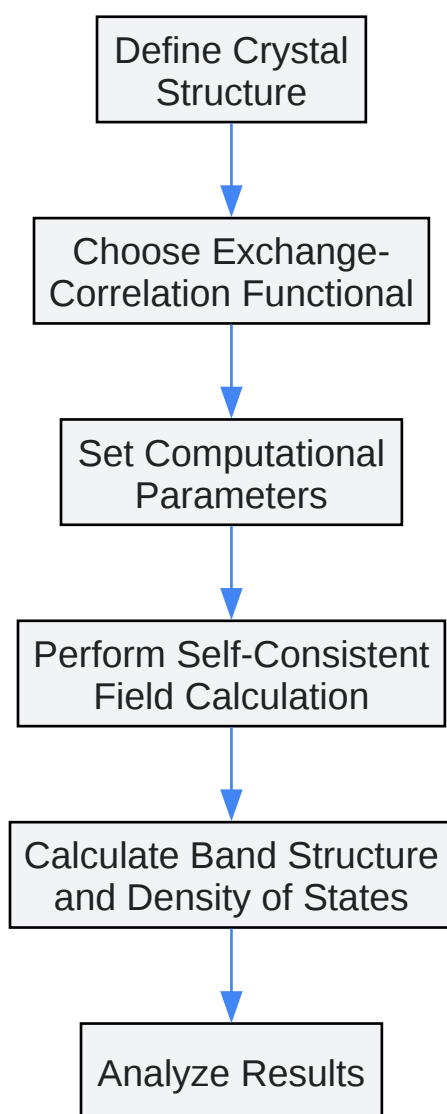 Define Crystal
Structure
Choose Exchange-
Correlation Functional
Set Computational
Parameters
Perform Self-Consistent
Field Calculation
Calculate Band Structure
and Density of States
Analyze Results